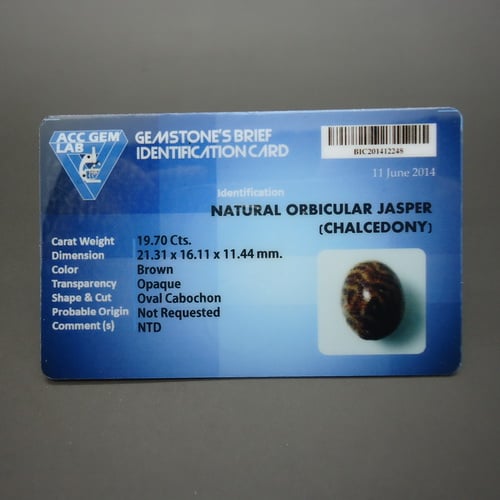 ACC GEM
LAB
GEMSTONE'S BRIEF
IDENTIFICATION CARD
BIC201412248
11 June 2014
Identification
NATURAL ORBICULAR JASPER
(CHALCEDONY)
Carat Weight 19.70 Cts.
Dimension 21.31 x 16.11 x 11.44 mm.
Color Brown
Transparency Opaque
Shape & Cut Oval Cabochon
Probable Origin Not Requested
Comment (s) NTD